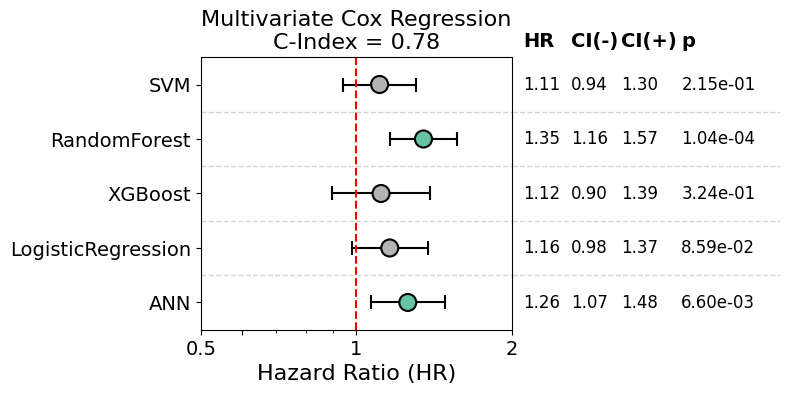 Multivariate Cox Regression
C-Index = 0.78
HR CI(-) CI(+) p
SVM 1.11 0.94 1.30 2.15e-01
RandomForest 1.35 1.16 1.57 1.04e-04
XGBoost 1.12 0.90 1.39 3.24e-01
LogisticRegression 1.16 0.98 1.37 8.59e-02
ANN 1.26 1.07 1.48 6.60e-03
0.5 1 2
Hazard Ratio (HR)